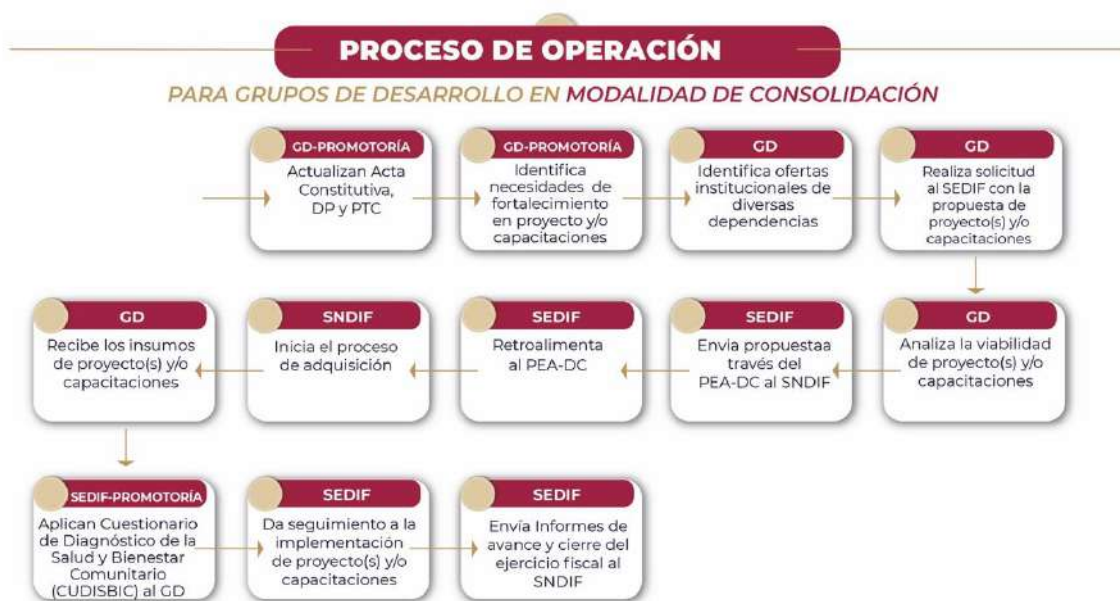 PROCESO DE OPERACIÓN
PARA GRUPOS DE DESARROLLO EN MODALIDAD DE CONSOLIDACIÓN
GD-PROMOTORÍA
Actualizan Acta
Constitutiva,
DP y PTC
GD-PROMOTORÍA
Identifica
necesidades de
fortalecimiento
en proyecto y/o
capacitaciones
GD
Identifica ofertas
institucionales de
diversas
dependencias
GD
Realiza solicitud
al SEDIF con la
propuesta de
proyecto(s) y/o
capacitaciones
GD
Analiza la viabilidad
de proyecto(s) y/o
capacitaciones
SEDIF
Envia propuestaa
través del
PEA-DC al SNDIF
SEDIF
Retroalimenta
al PEA-DC
SNDIF
Inicia el proceso
de adquisición
GD
Recibe los insumos
de proyecto(s) y/o
capacitaciones
SEDIF-PROMOTORÍA
Aplican Cuestionario
de Diagnóstico de la
Salud y Bienestar
Comunitario
(CUDISBIC) al GD
SEDIF
Da seguimiento a la
implementación
de proyecto(s) y/o
capacitaciones
SEDIF
Envía Informes de
avance y cierre del
ejercicio fiscal al
SNDIF